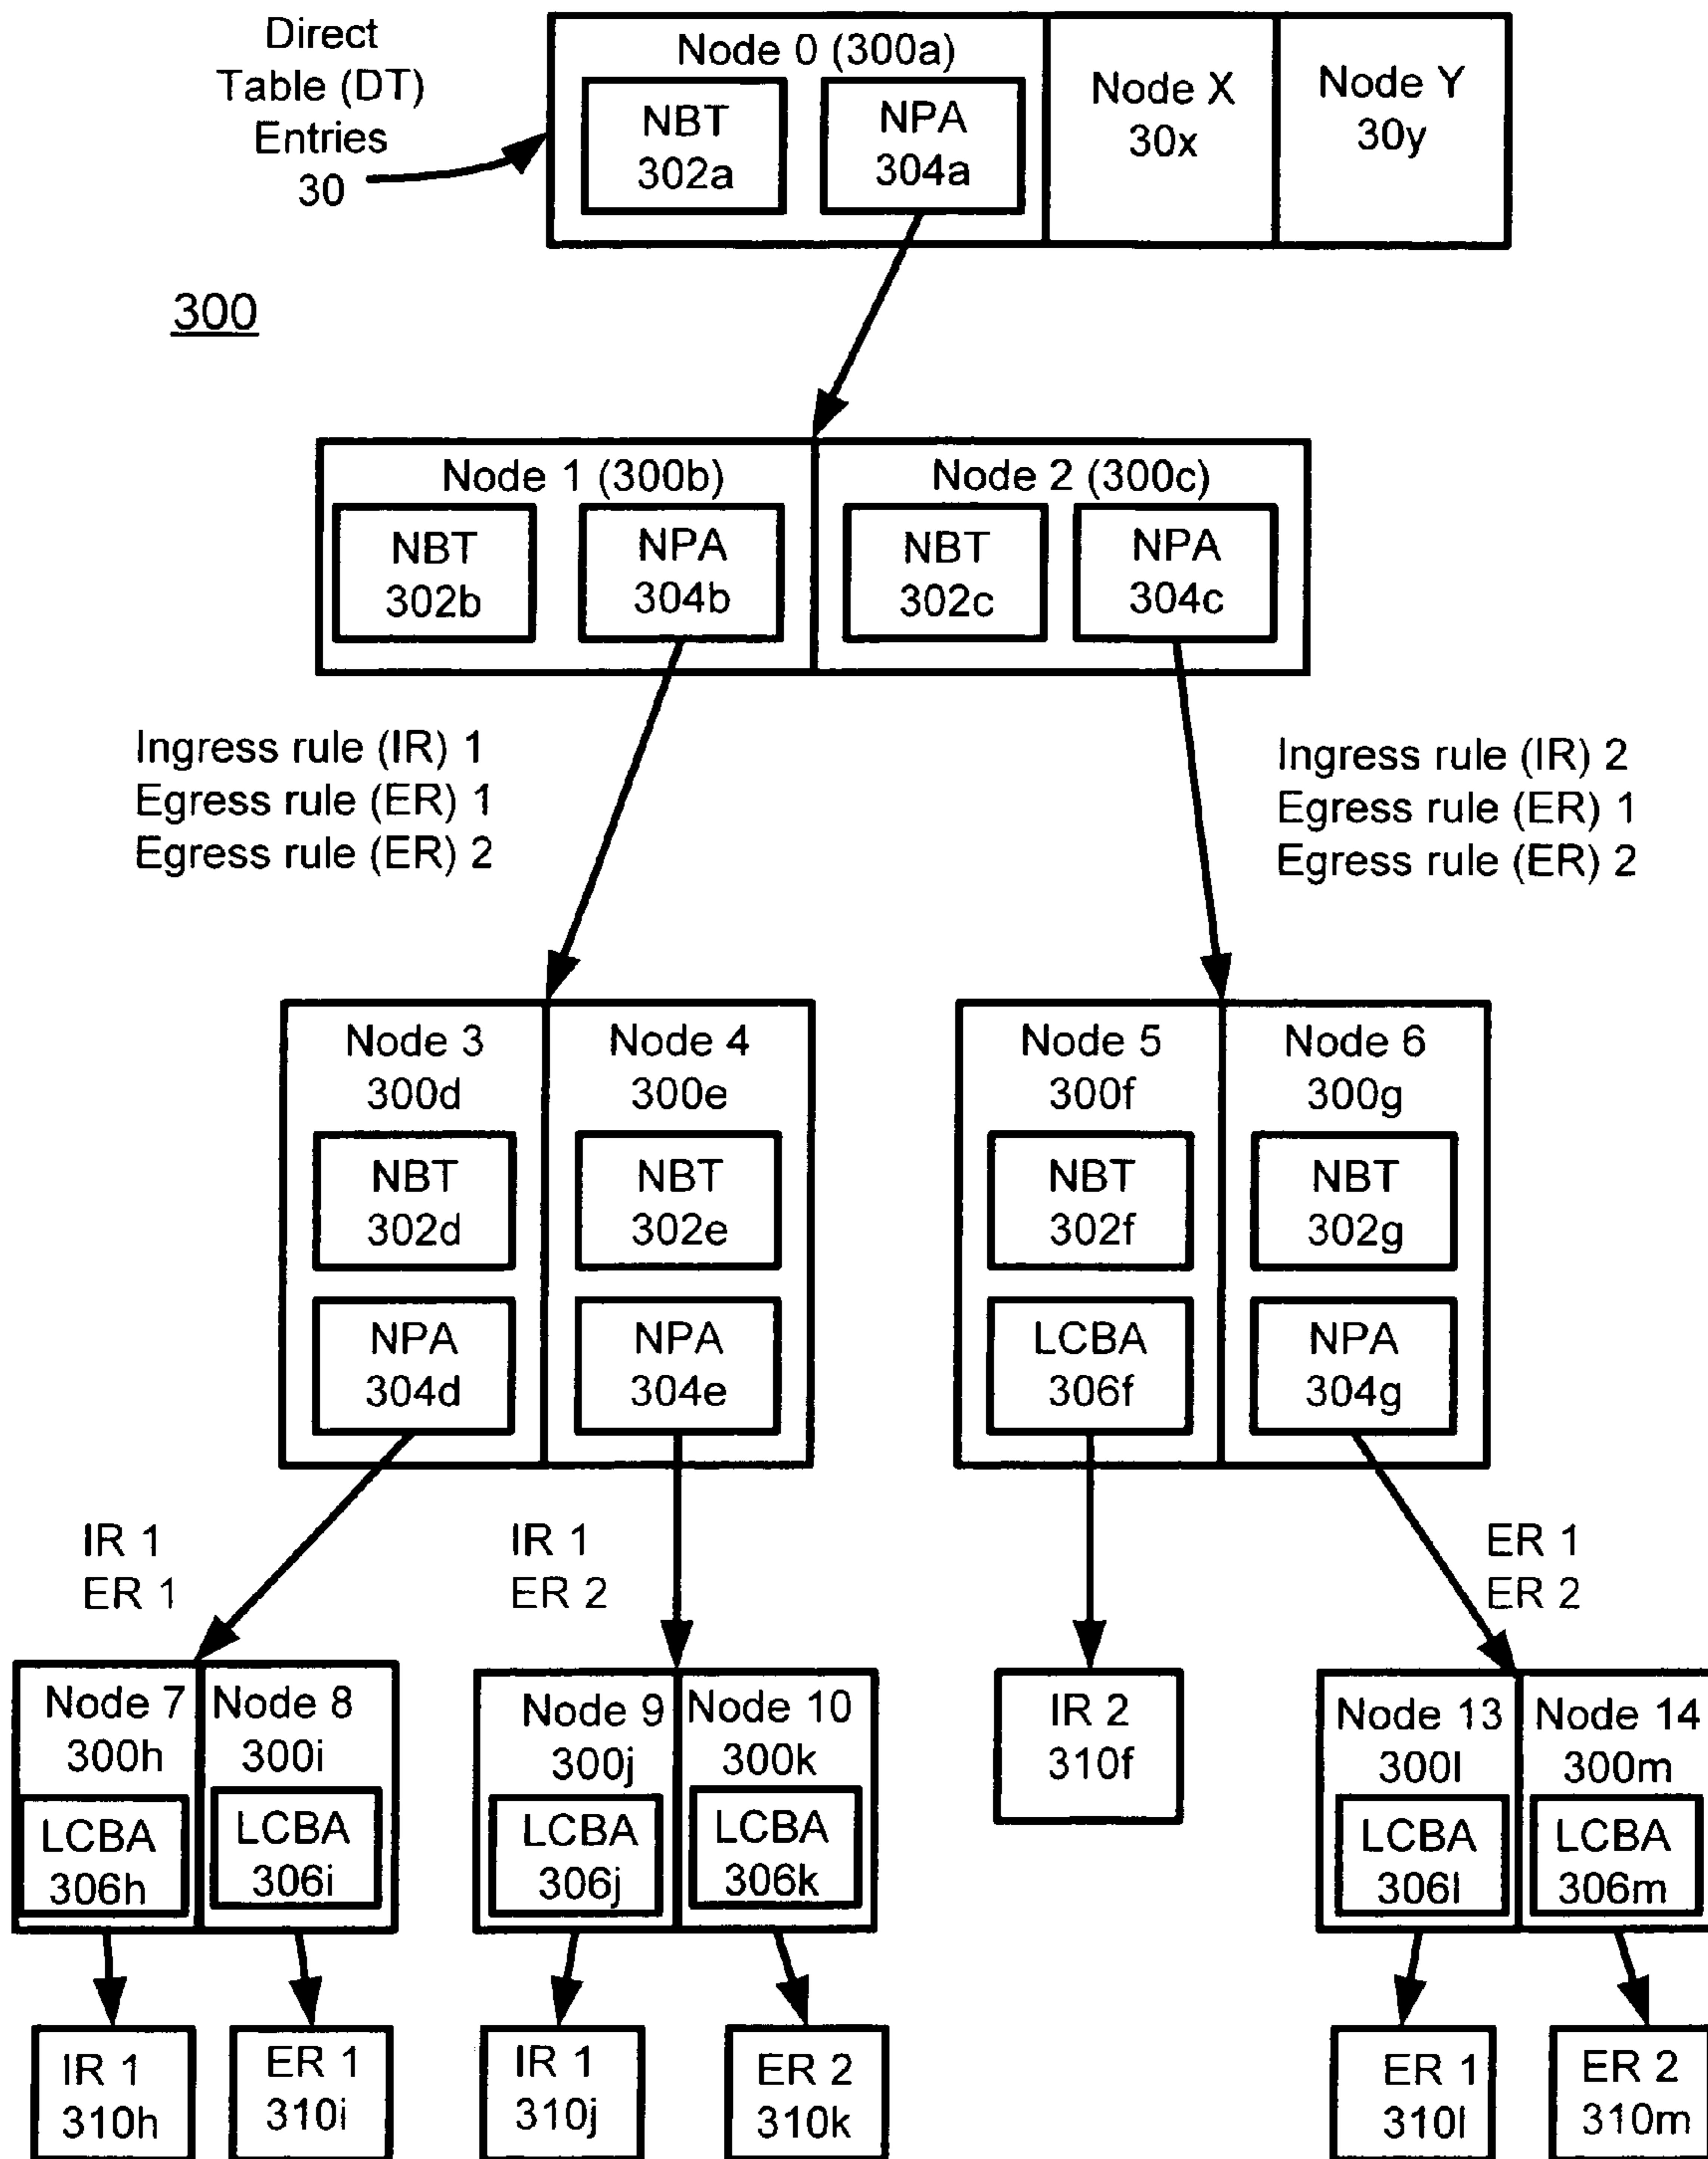 Direct
Table (DT)
Entries
30
Node 0 (300a)
NBT
302a
NPA
304a
Node X
30x
Node Y
30y
300
Node 1 (300b)
NBT
302b
NPA
304b
Node 2 (300c)
NBT
302c
NPA
304c
Ingress rule (IR) 1
Egress rule (ER) 1
Egress rule (ER) 2
Ingress rule (IR) 2
Egress rule (ER) 1
Egress rule (ER) 2
Node 3
300d
NBT
302d
NPA
304d
Node 4
300e
NBT
302e
NPA
304e
Node 5
300f
NBT
302f
LCBA
306f
Node 6
300g
NBT
302g
NPA
304g
IR 1
ER 1
IR 1
ER 2
ER 1
ER 2
Node 7
300h
LCBA
306h
Node 8
300i
LCBA
306i
Node 9
300j
LCBA
306j
Node 10
300k
LCBA
306k
IR 2
310f
Node 13
300l
LCBA
306l
Node 14
300m
LCBA
306m
IR 1
310h
ER 1
310i
IR 1
310j
ER 2
310k
ER 1
310l
ER 2
310m